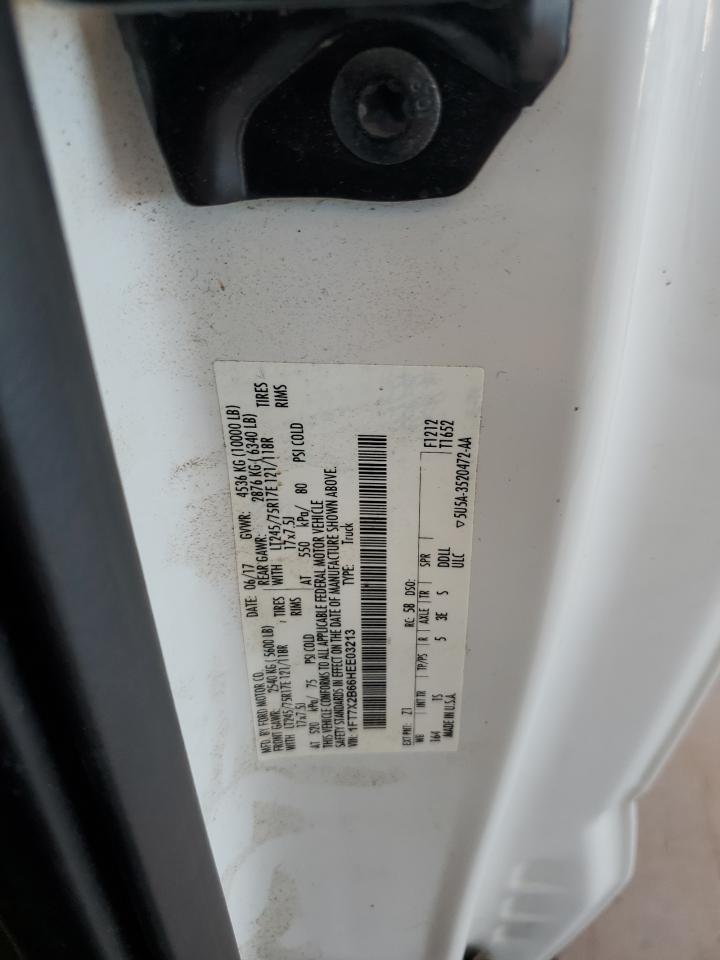 MFD. BY FORD MOTOR CO.
DATE: 06/17 GVWR: 4536 KG (10000 LB)
FRONT GAWR: 2540 KG (5600 LB) REAR GAWR: 2876 KG (6340 LB)
WITH LT245/75R17E 121/118R TIRES WITH LT245/75R17E 121/118R TIRES
17x7.5J RIMS 17x7.5J RIMS
AT 520 kPa/ 75 PSI COLD AT 550 kPa/ 80 PSI COLD
THIS VEHICLE CONFORMS TO ALL APPLICABLE FEDERAL MOTOR VEHICLE
SAFETY STANDARDS IN EFFECT ON THE DATE OF MANUFACTURE SHOWN ABOVE.
VIN: 1FT7X2B66HEE03213 TYPE: Truck
EXT PNT: Z1 RC: 58 DSO: F1212
WB INT TR TP/PS R AXLE TR SPR T1652
164 TS 5 3E S DDLL
ULC
MADE IN U.S.A. ▽5U5A-3520472-AA